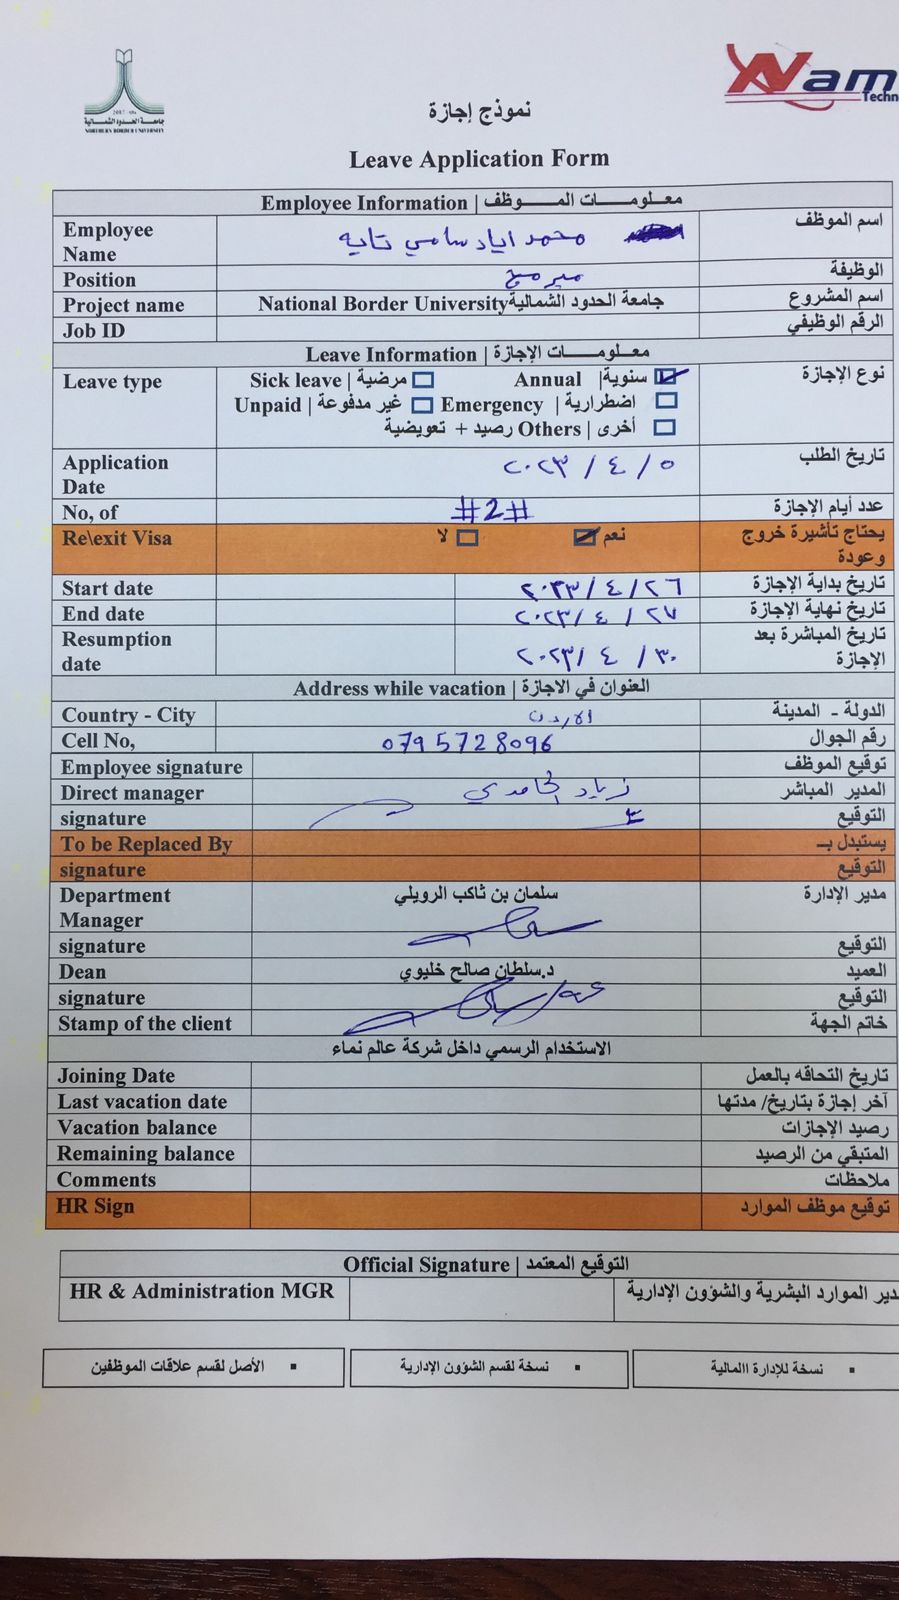 جامعة الحدود الشمالية
NORTHERN BORDER UNIVERSITY
Nam
Techn
نموذج إجازة
Leave Application Form
Employee Information | معلومات الموظف
Employee Name محمد اياد سامي تايه اسم الموظف
Position مبرمج الوظيفة
Project name National Border University جامعة الحدود الشمالية اسم المشروع
Job ID الرقم الوظيفي
Leave Information | معلومات الإجازة
Leave type Sick leave | مرضية Annual |سنوية نوع الإجازة
Unpaid | غير مدفوعة Emergency | اضطرارية
أخرى | Others رصيد + تعويضية
Application Date ٢٠٢٣ / ٤ / ٥ تاريخ الطلب
No, of #2# عدد أيام الإجازة
Re\exit Visa لا نعم يحتاج تأشيرة خروج وعودة
Start date ٢٠٢٣/ ٤ / ٢٦ تاريخ بداية الإجازة
End date ٢٠٢٣/ ٤ / ٢٧ تاريخ نهاية الإجازة
Resumption date ٢٠٢٣/ ٤ / ٣٠ تاريخ المباشرة بعد الإجازة
Address while vacation | العنوان في الاجازة
Country - City الاردن الدولة - المدينة
Cell No, 0795728096 رقم الجوال
Employee signature توقيع الموظف
Direct manager زياد الحامدي المدير المباشر
signature التوقيع
To be Replaced By يستبدل بـ
signature التوقيع
Department Manager سلمان بن ثاكب الرويلي مدير الإدارة
signature التوقيع
Dean د.سلطان صالح خليوي العميد
signature التوقيع
Stamp of the client خاتم الجهة
الاستخدام الرسمي داخل شركة عالم نماء
Joining Date تاريخ التحاقه بالعمل
Last vacation date آخر إجازة بتاريخ/ مدتها
Vacation balance رصيد الإجازات
Remaining balance المتبقي من الرصيد
Comments ملاحظات
HR Sign توقيع موظف الموارد
Official Signature | التوقيع المعتمد
HR & Administration MGR دير الموارد البشرية والشؤون الإدارية
▪ نسخة للإدارة االمالية
▪ نسخة لقسم الشؤون الإدارية
▪ الأصل لقسم علاقات الموظفين